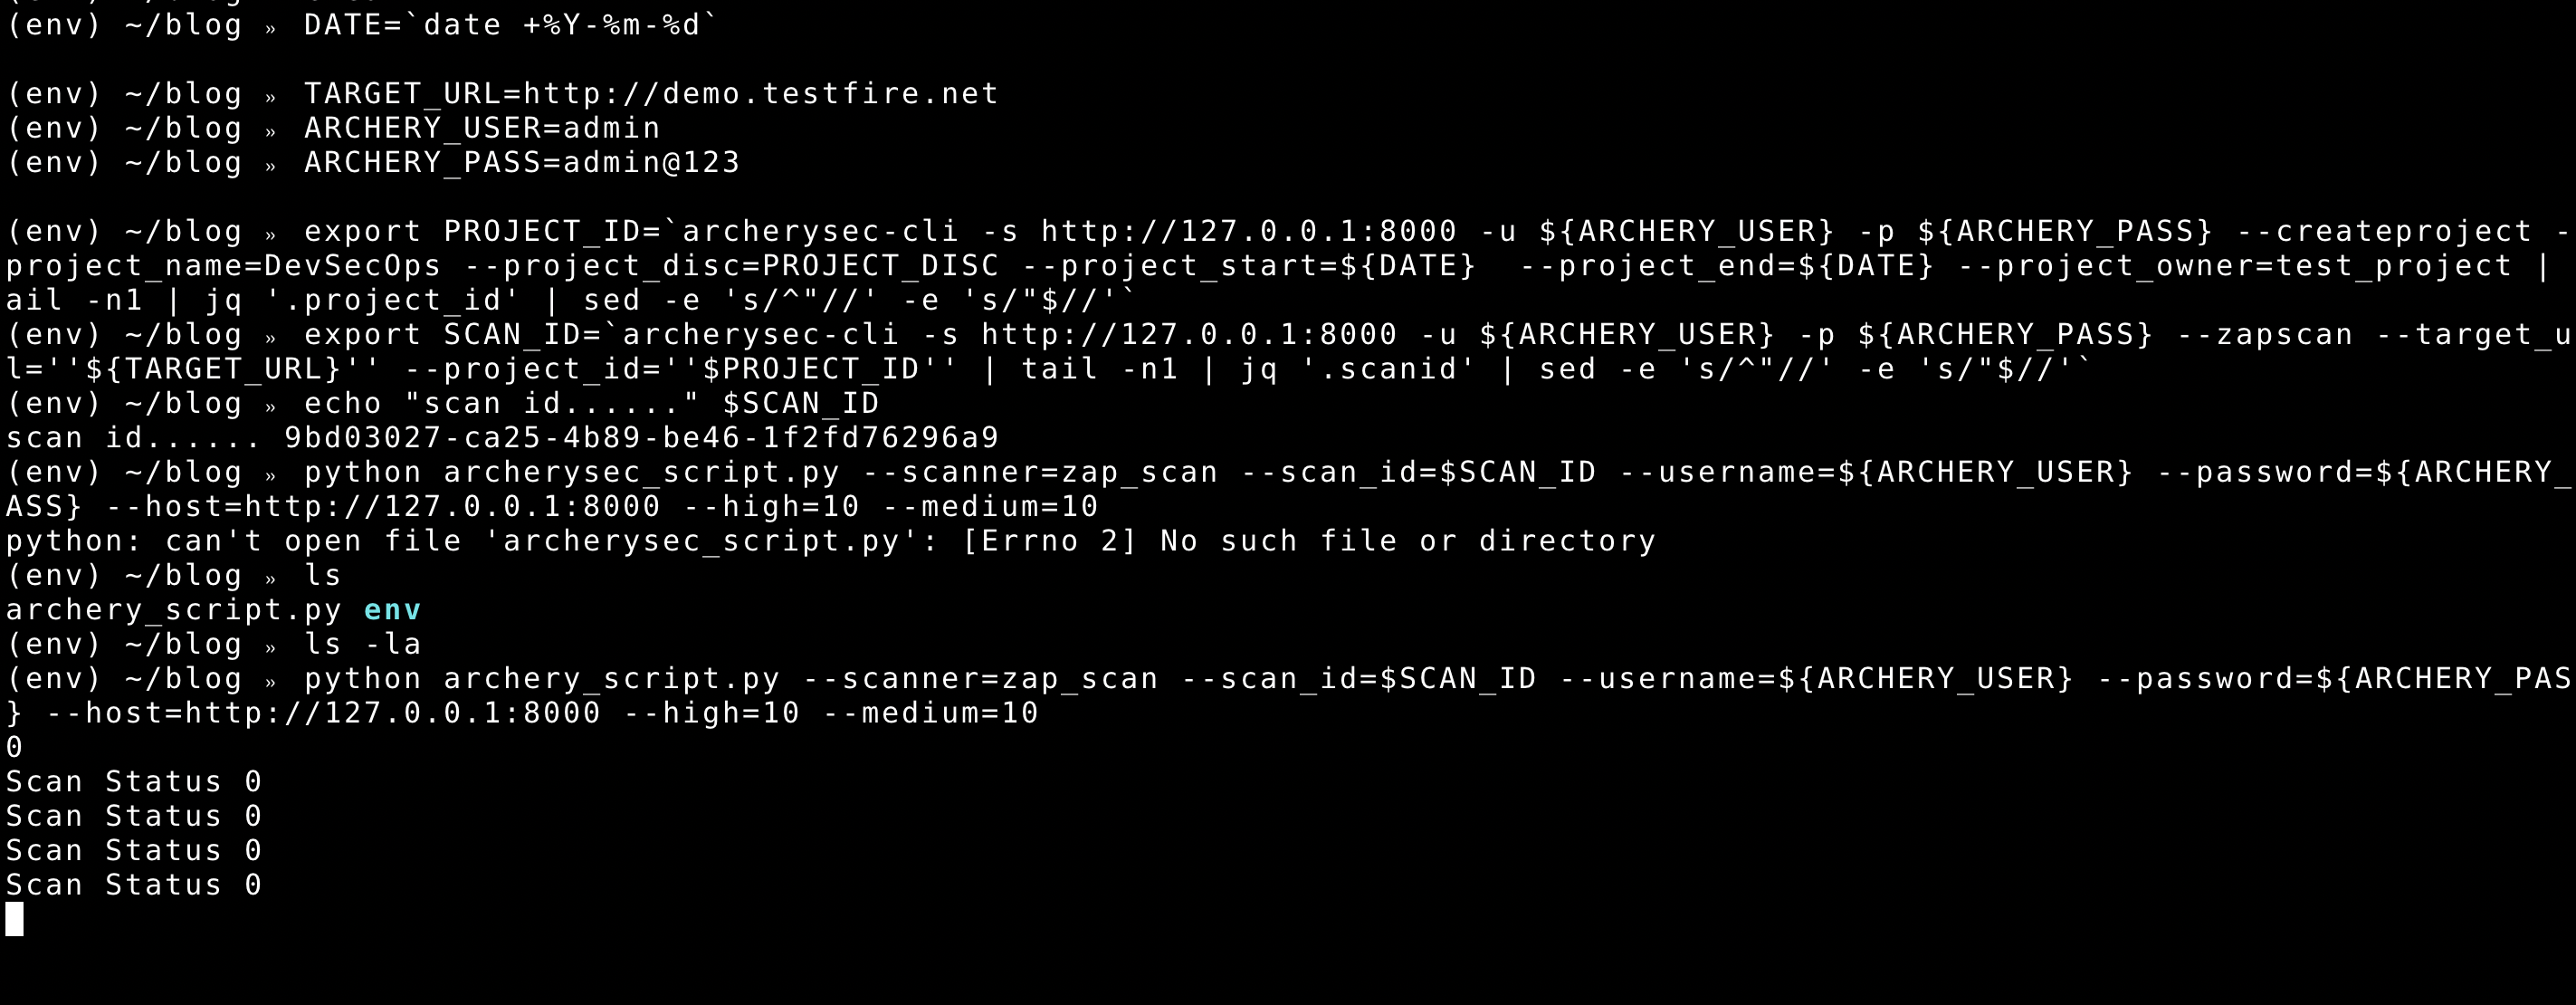 (env) ~/blog » DATE=`date +%Y-%m-%d`
(env) ~/blog » TARGET_URL=http://demo.testfire.net
(env) ~/blog » ARCHERY_USER=admin
(env) ~/blog » ARCHERY_PASS=admin@123
(env) ~/blog » export PROJECT_ID=`archerysec-cli -s http://127.0.0.1:8000 -u ${ARCHERY_USER} -p ${ARCHERY_PASS} --createproject -
project_name=DevSecOps --project_disc=PROJECT_DISC --project_start=${DATE}  --project_end=${DATE} --project_owner=test_project |
ail -n1 | jq '.project_id' | sed -e 's/^"//' -e 's/"$//'`
(env) ~/blog » export SCAN_ID=`archerysec-cli -s http://127.0.0.1:8000 -u ${ARCHERY_USER} -p ${ARCHERY_PASS} --zapscan --target_u
l=''${TARGET_URL}'' --project_id=''$PROJECT_ID'' | tail -n1 | jq '.scanid' | sed -e 's/^"//' -e 's/"$//'`
(env) ~/blog » echo "scan id......" $SCAN_ID
scan id...... 9bd03027-ca25-4b89-be46-1f2fd76296a9
(env) ~/blog » python archerysec_script.py --scanner=zap_scan --scan_id=$SCAN_ID --username=${ARCHERY_USER} --password=${ARCHERY_
ASS} --host=http://127.0.0.1:8000 --high=10 --medium=10
python: can't open file 'archerysec_script.py': [Errno 2] No such file or directory
(env) ~/blog » ls
archery_script.py env
(env) ~/blog » ls -la
(env) ~/blog » python archery_script.py --scanner=zap_scan --scan_id=$SCAN_ID --username=${ARCHERY_USER} --password=${ARCHERY_PAS
} --host=http://127.0.0.1:8000 --high=10 --medium=10
0
Scan Status 0
Scan Status 0
Scan Status 0
Scan Status 0